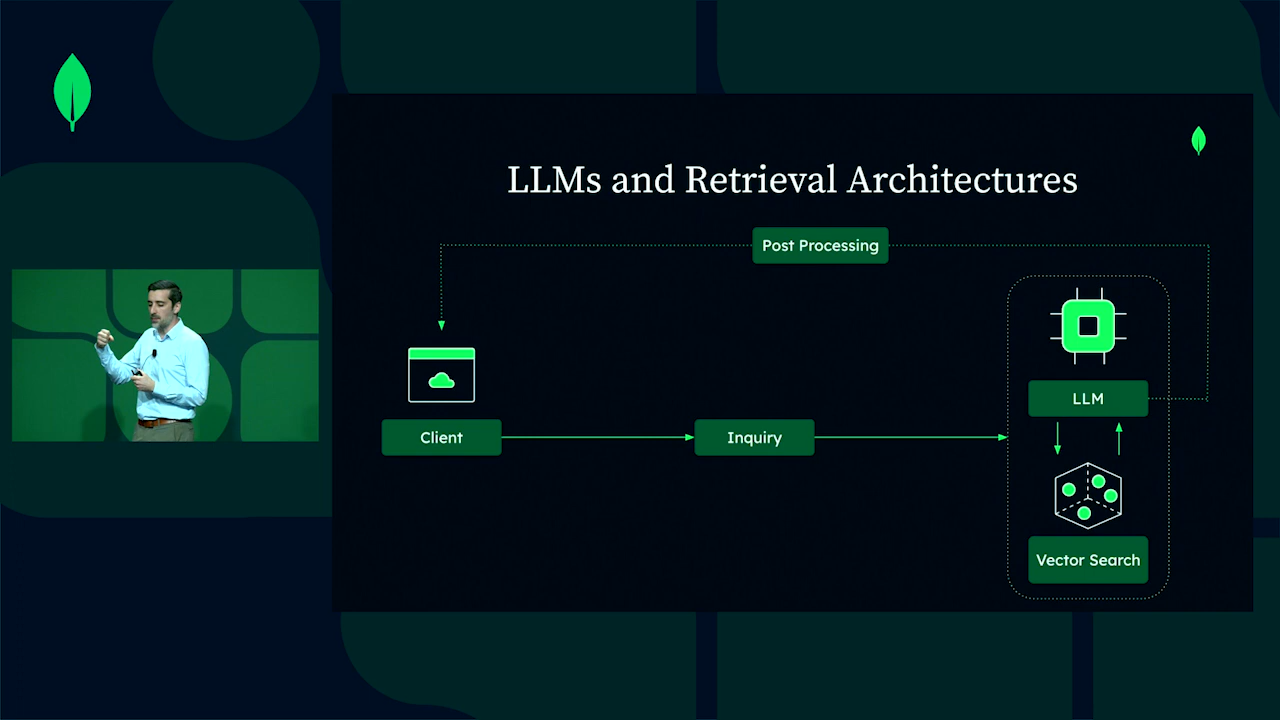 LLMs and Retrieval Architectures
Post Processing
LLM
Client
Inquiry
Vector Search